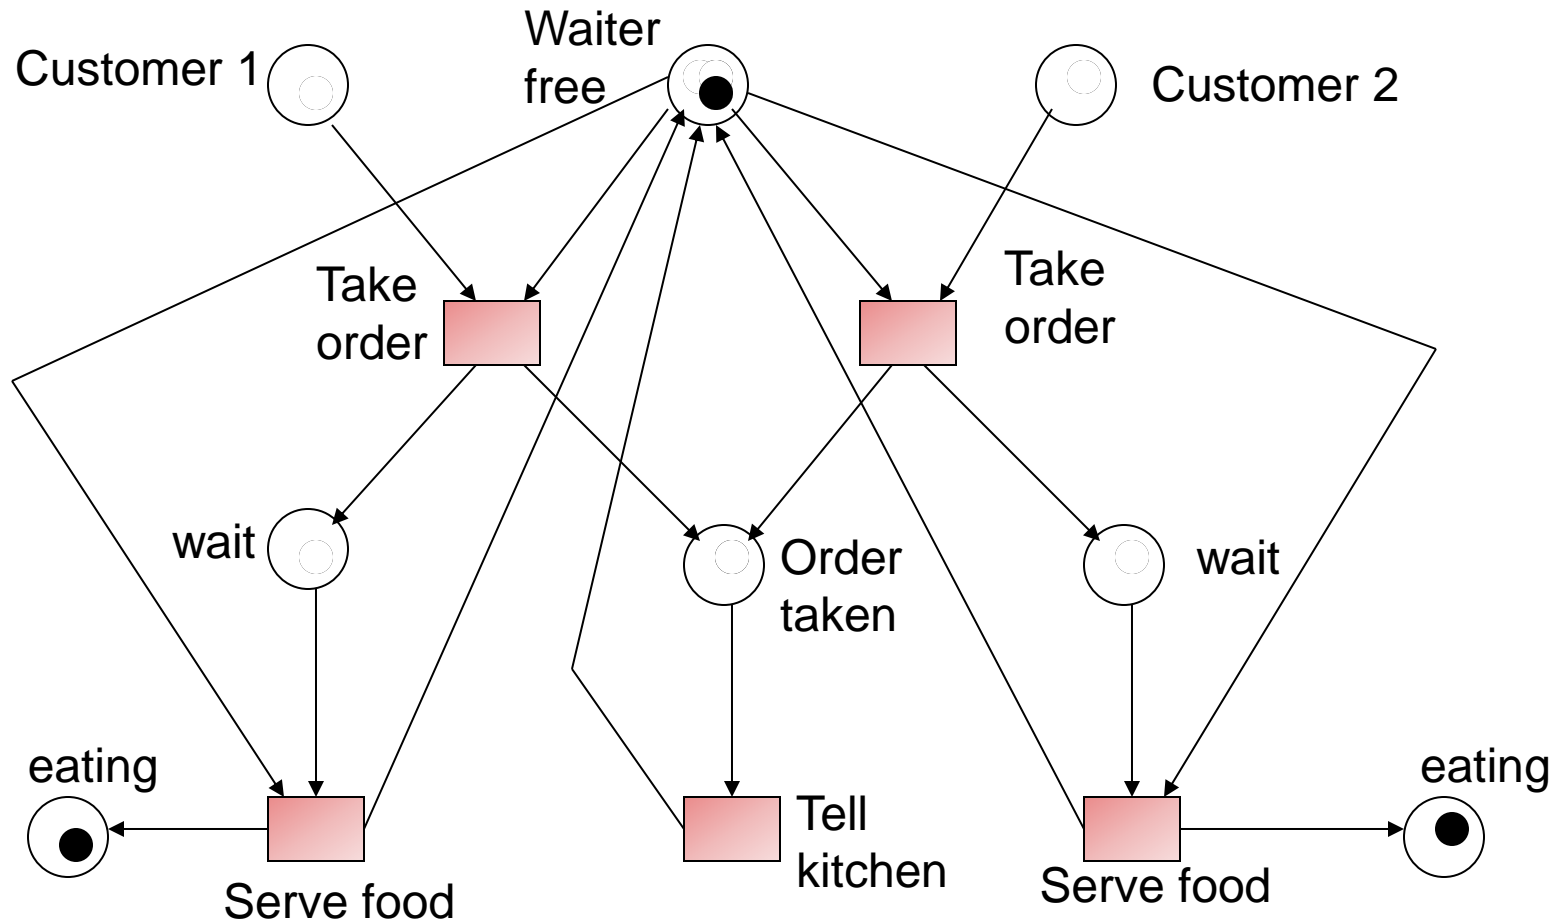 Customer 1
Waiter
free
Customer 2
Take
order
Take
order
wait
Order
taken
wait
eating
eating
Tell
kitchen
Serve food
Serve food